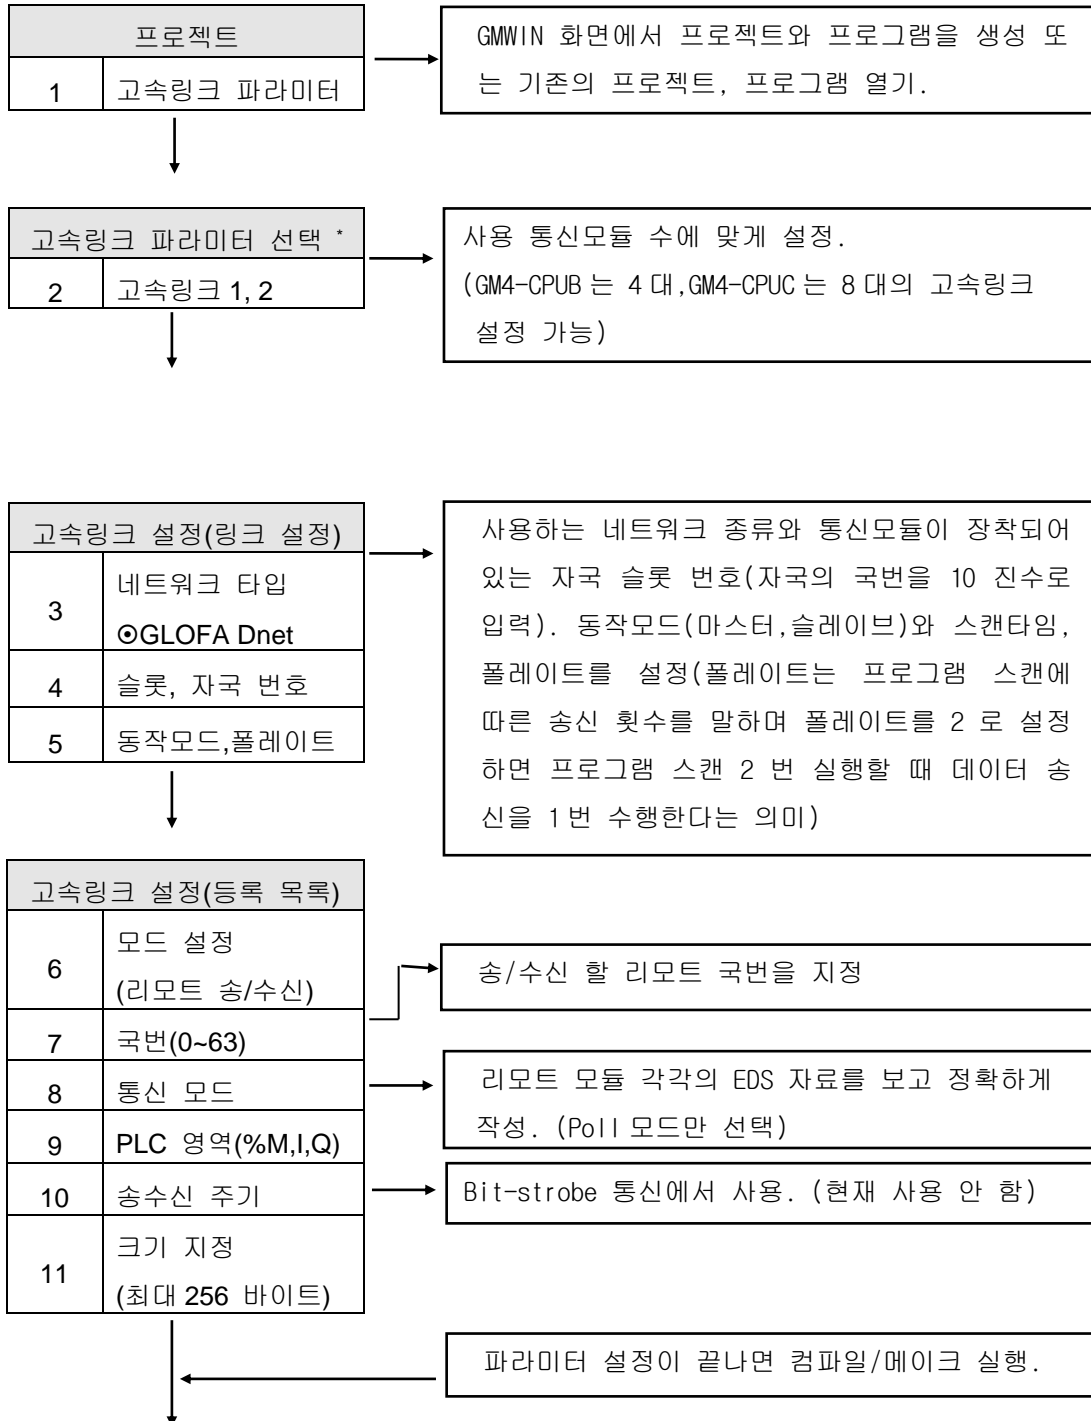 프로젝트
1 고속링크 파라미터
GMWIN 화면에서 프로젝트와 프로그램을 생성 또
는 기존의 프로젝트, 프로그램 열기.
고속링크 파라미터 선택 *
2 고속링크 1, 2
사용 통신모듈 수에 맞게 설정.
(GM4-CPUB 는 4 대,GM4-CPUC 는 8 대의 고속링크
설정 가능)
고속링크 설정(링크 설정)
3 네트워크 타입
⊙GLOFA Dnet
4 슬롯, 자국 번호
5 동작모드,폴레이트
사용하는 네트워크 종류와 통신모듈이 장착되어
있는 자국 슬롯 번호(자국의 국번을 10 진수로
입력). 동작모드(마스터,슬레이브)와 스캔타임,
폴레이트를 설정(폴레이트는 프로그램 스캔에
따른 송신 횟수를 말하며 폴레이트를 2 로 설정
하면 프로그램 스캔 2 번 실행할 때 데이터 송
신을 1 번 수행한다는 의미)
고속링크 설정(등록 목록)
6 모드 설정
(리모트 송/수신)
7 국번(0~63)
8 통신 모드
9 PLC 영역(%M,I,Q)
10 송수신 주기
11 크기 지정
(최대 256 바이트)
송/수신 할 리모트 국번을 지정
리모트 모듈 각각의 EDS 자료를 보고 정확하게
작성. (Poll 모드만 선택)
Bit-strobe 통신에서 사용. (현재 사용 안 함)
파라미터 설정이 끝나면 컴파일/메이크 실행.